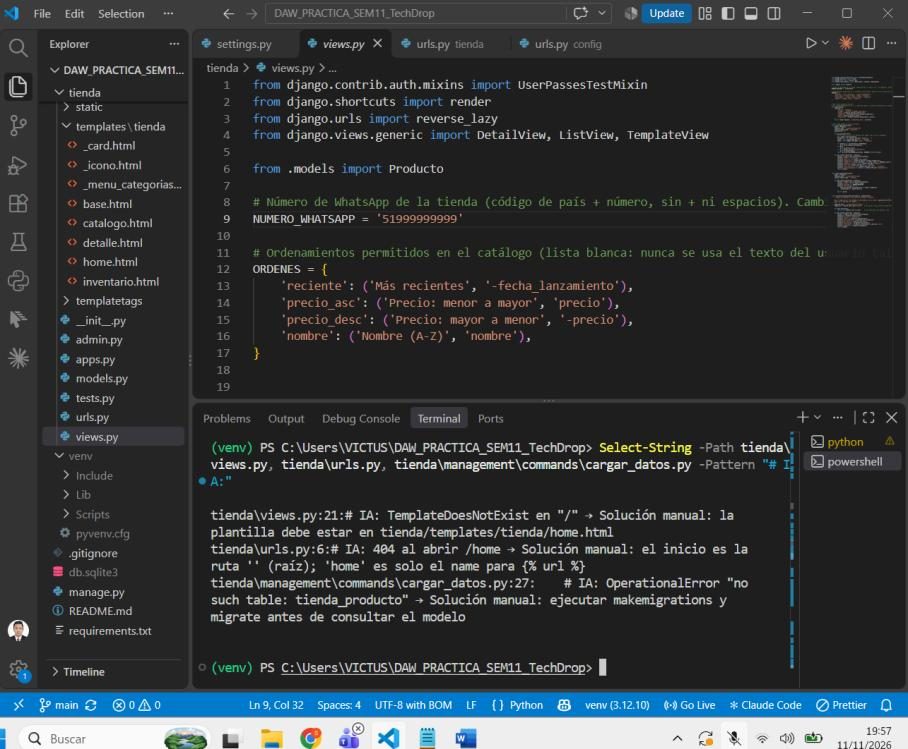 File Edit Selection ··· DAW_PRACTICA_SEM11_TechDrop Update
Explorer ···
DAW_PRACTICA_SEM11...
tienda
static
templates \ tienda
_card.html
_icono.html
_menu_categorias...
base.html
catalogo.html
detalle.html
home.html
inventario.html
templatetags
__init__.py
admin.py
apps.py
models.py
tests.py
urls.py
views.py
venv
Include
Lib
Scripts
pyvenv.cfg
.gitignore
db.sqlite3
manage.py
README.md
requirements.txt
Timeline
1
settings.py views.py urls.py tienda urls.py config
tienda > views.py > ...
1 from django.contrib.auth.mixins import UserPassesTestMixin
2 from django.shortcuts import render
3 from django.urls import reverse_lazy
4 from django.views.generic import DetailView, ListView, TemplateView
5
6 from .models import Producto
7
8 # Número de WhatsApp de la tienda (código de país + número, sin + ni espacios). Camb
9 NUMERO_WHATSAPP = '51999999999'
10
11 # Ordenamientos permitidos en el catálogo (lista blanca: nunca se usa el texto del
12 ORDENES = {
13 'reciente': ('Más recientes', '-fecha_lanzamiento'),
14 'precio_asc': ('Precio: menor a mayor', 'precio'),
15 'precio_desc': ('Precio: mayor a menor', '-precio'),
16 'nombre': ('Nombre (A-Z)', 'nombre'),
17 }
18
19
Problems Output Debug Console Terminal Ports
(venv) PS C:\Users\VICTUS\DAW_PRACTICA_SEM11_TechDrop> Select-String -Path tienda\
views.py, tienda\urls.py, tienda\management\commands\cargar_datos.py -Pattern "# I
A:"
tienda\views.py:21:# IA: TemplateDoesNotExist en "/" → Solución manual: la
plantilla debe estar en tienda/templates/tienda/home.html
tienda\urls.py:6:# IA: 404 al abrir /home → Solución manual: el inicio es la
ruta '' (raíz); 'home' es solo el name para {% url %}
tienda\management\commands\cargar_datos.py:27:    # IA: OperationalError "no
such table: tienda_producto" → Solución manual: ejecutar makemigrations y
migrate antes de consultar el modelo
(venv) PS C:\Users\VICTUS\DAW_PRACTICA_SEM11_TechDrop>
python
powershell
main 0 0 Ln 9, Col 32 Spaces: 4 UTF-8 with BOM LF { } Python venv (3.12.10) Go Live Claude Code Prettier
Buscar
19:57
11/11/2026